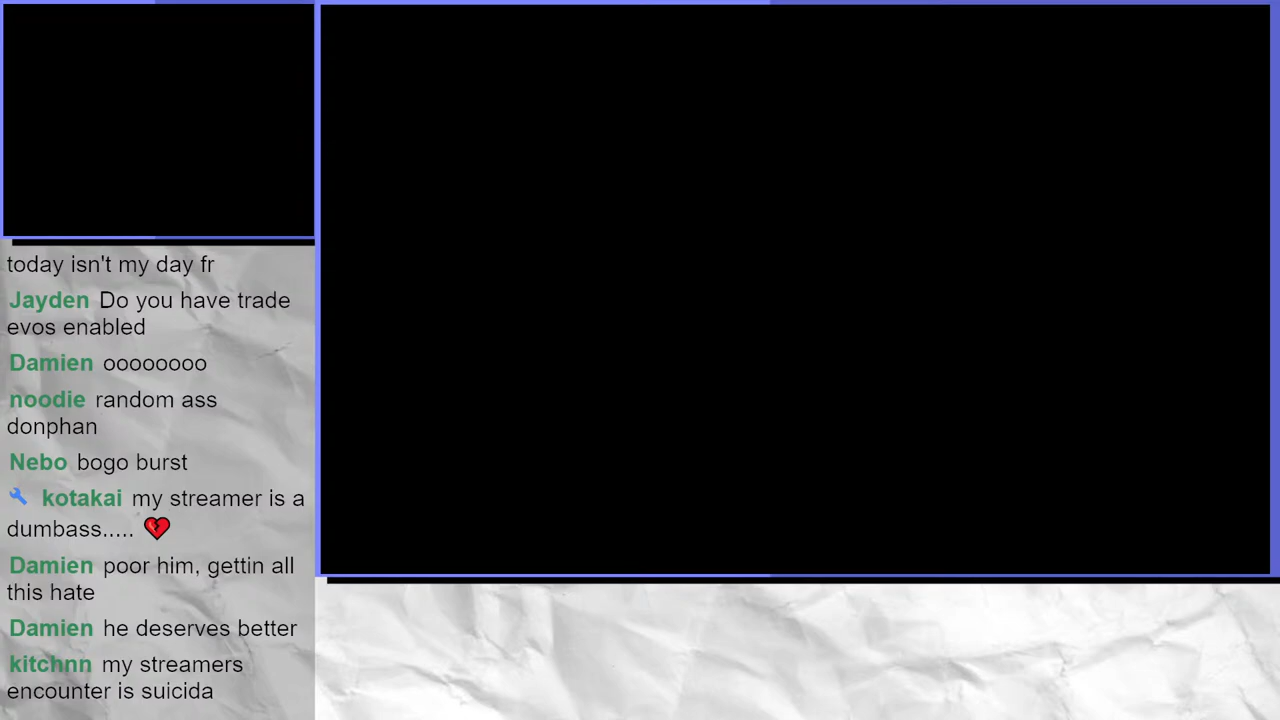 today isn't my day fr
Jayden Do you have trade
evos enabled
Damien oooooooo
noodie random ass
donphan
Nebo bogo burst
kotakai my streamer is a
dumbass..... 💔
Damien poor him, gettin all
this hate
Damien he deserves better
kitchnn my streamers
encounter is suicida